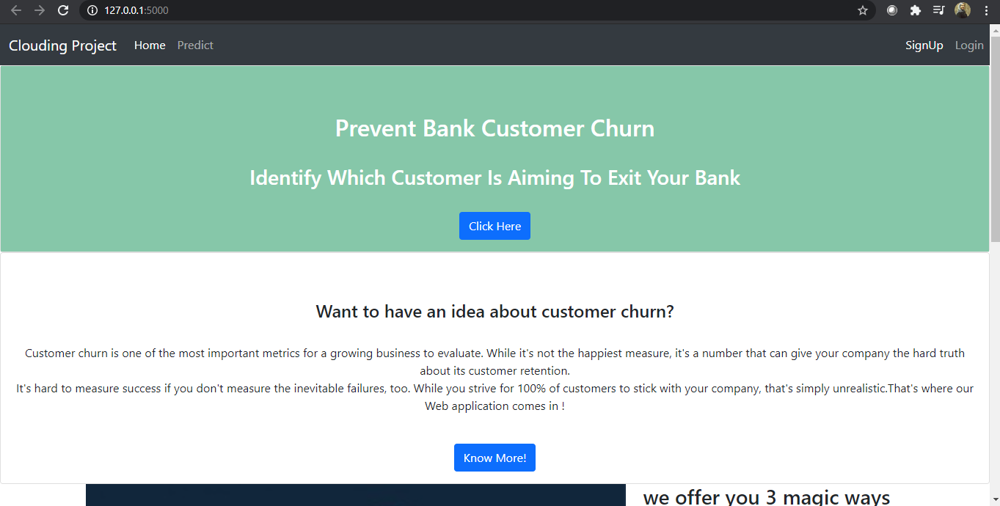 127.0.0.1:5000
Clouding Project Home Predict SignUp Login
Prevent Bank Customer Churn
Identify Which Customer Is Aiming To Exit Your Bank
Click Here
Want to have an idea about customer churn?
Customer churn is one of the most important metrics for a growing business to evaluate. While it's not the happiest measure, it's a number that can give your company the hard truth
about its customer retention.
It's hard to measure success if you don't measure the inevitable failures, too. While you strive for 100% of customers to stick with your company, that's simply unrealistic.That's where our
Web application comes in !
Know More!
we offer you 3 magic ways